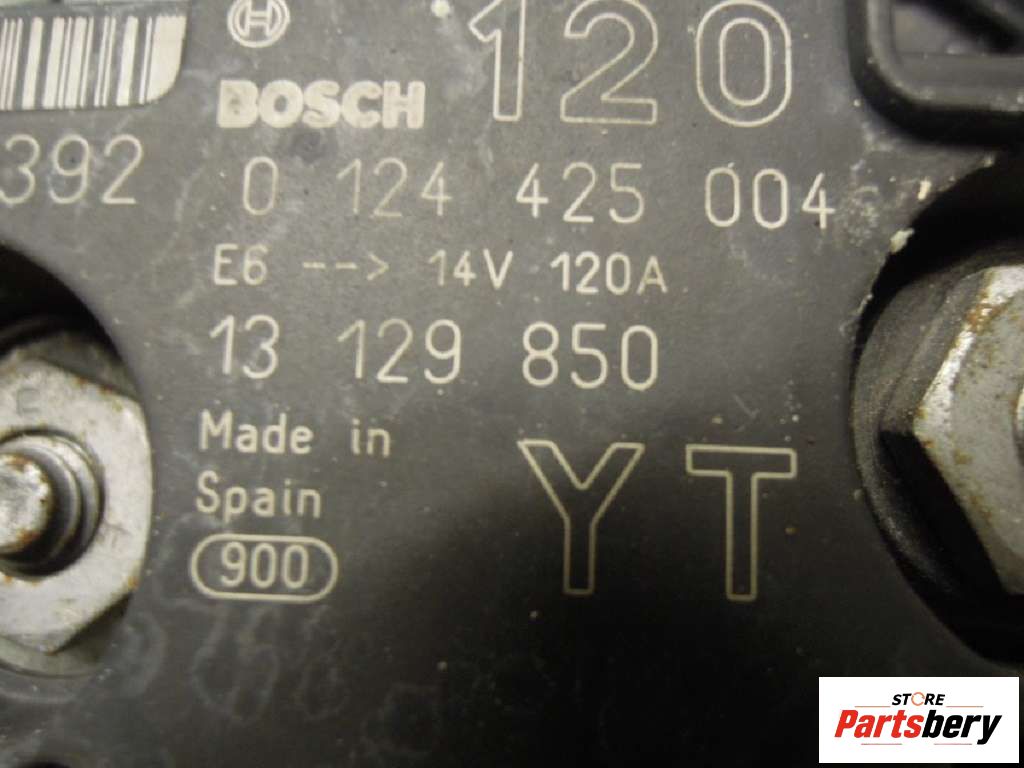 120
BOSCH
392 0 124 425 004
E6 --> 14V 120A
13 129 850
Made in
Spain
YT
900
STORE
Partsbery